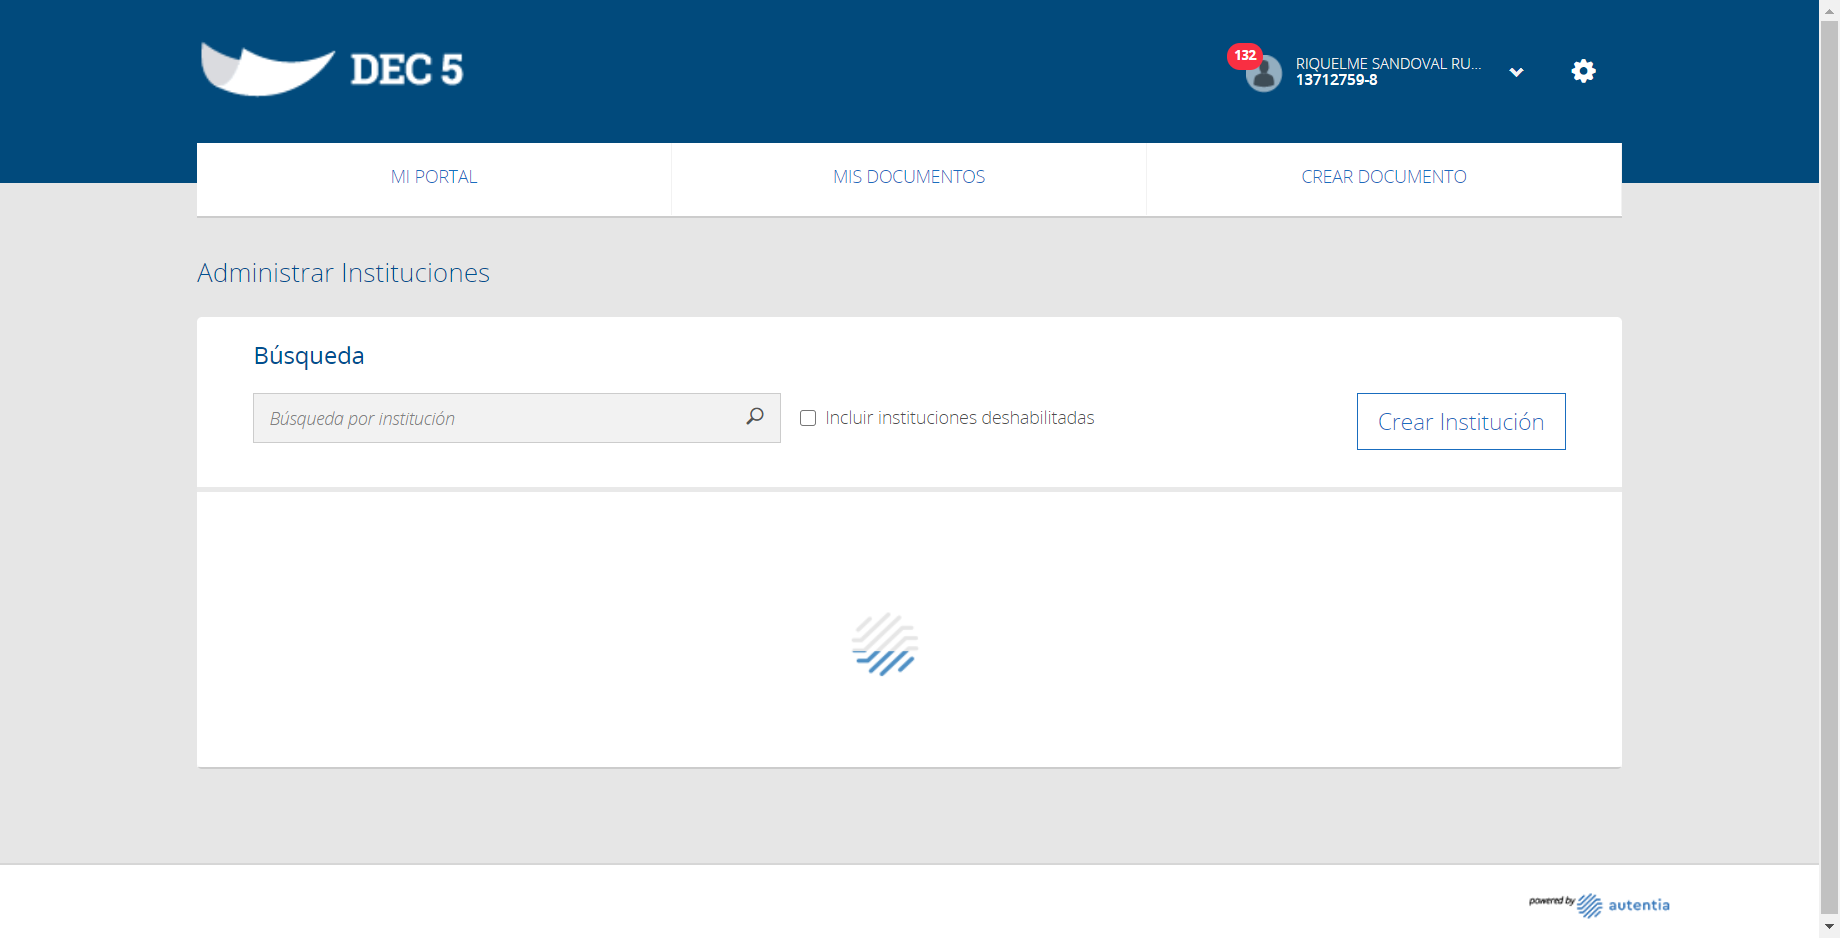 DEC 5
132
RIQUELME SANDOVAL RU...
13712759-8
MI PORTAL
MIS DOCUMENTOS
CREAR DOCUMENTO
Administrar Instituciones
Búsqueda
Búsqueda por institución
Incluir instituciones deshabilitadas
Crear Institución
powered by autentia